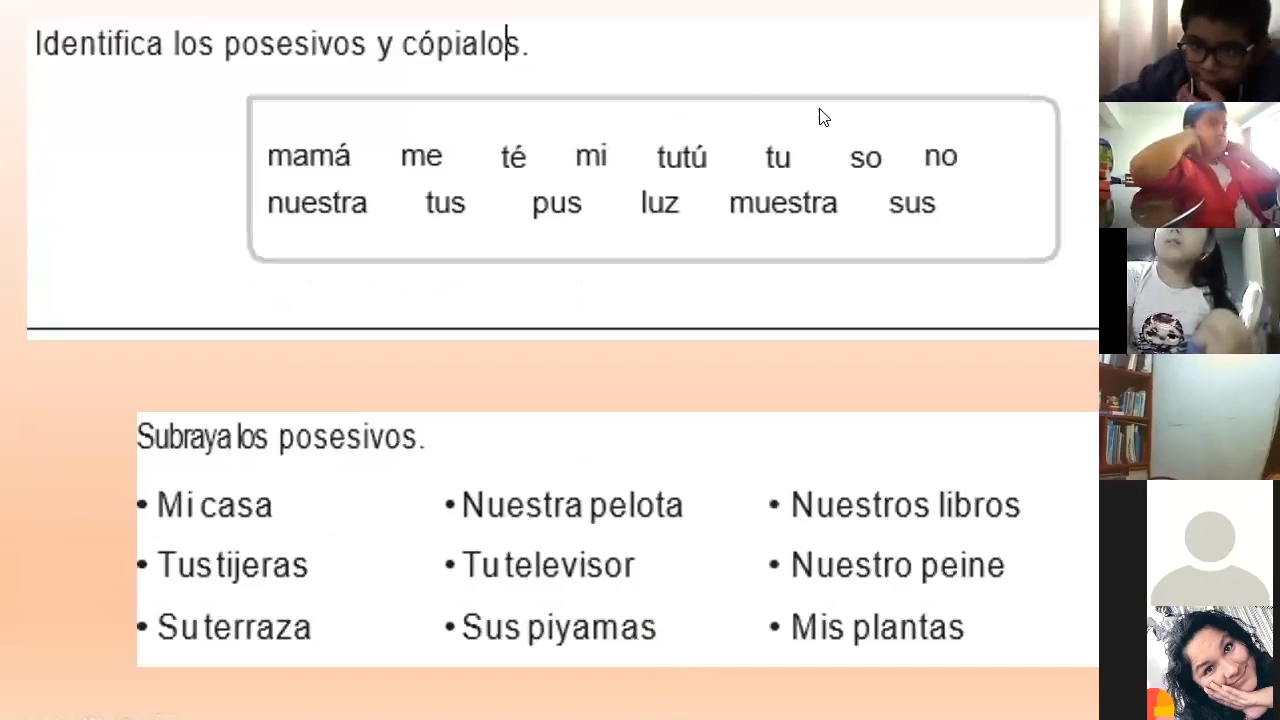 Identifica los posesivos y cópialos.
mamá me té mi tutú tu so no
nuestra tus pus luz muestra sus
Subraya los posesivos.
• Mi casa • Nuestra pelota • Nuestros libros
• Tus tijeras • Tu televisor • Nuestro peine
• Su terraza • Sus piyamas • Mis plantas